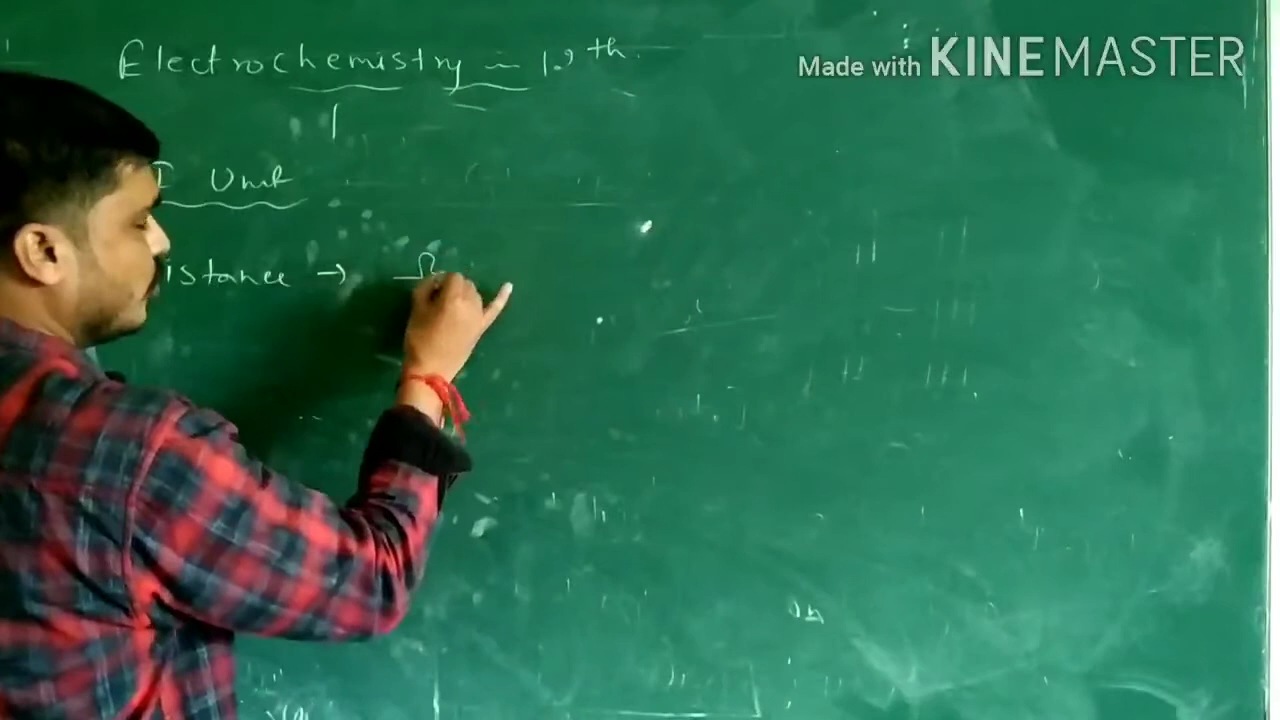 Electrochemistry - 12th.
Made with KINEMASTER
I Unit
istance → Ω